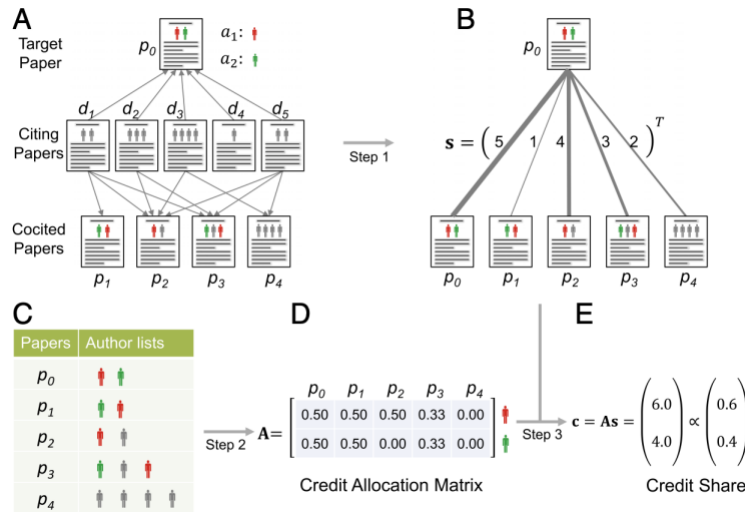 A
Target
Paper
p₀
a₁:
a₂:
d₁ d₂ d₃ d₄ d₅
Citing
Papers
Cocited
Papers
p₁ p₂ p₃ p₄
Step 1
B
p₀
s = ( 5 1 4 3 2 )ᵀ
p₀ p₁ p₂ p₃ p₄
C
Papers Author lists
p₀
p₁
p₂
p₃
p₄
Step 2
D
p₀ p₁ p₂ p₃ p₄
A= [ 0.50 0.50 0.50 0.33 0.00
0.50 0.50 0.00 0.33 0.00 ]
Credit Allocation Matrix
Step 3
E
c = As = ( 6.0 4.0 ) ∝ ( 0.6 0.4 )
Credit Share